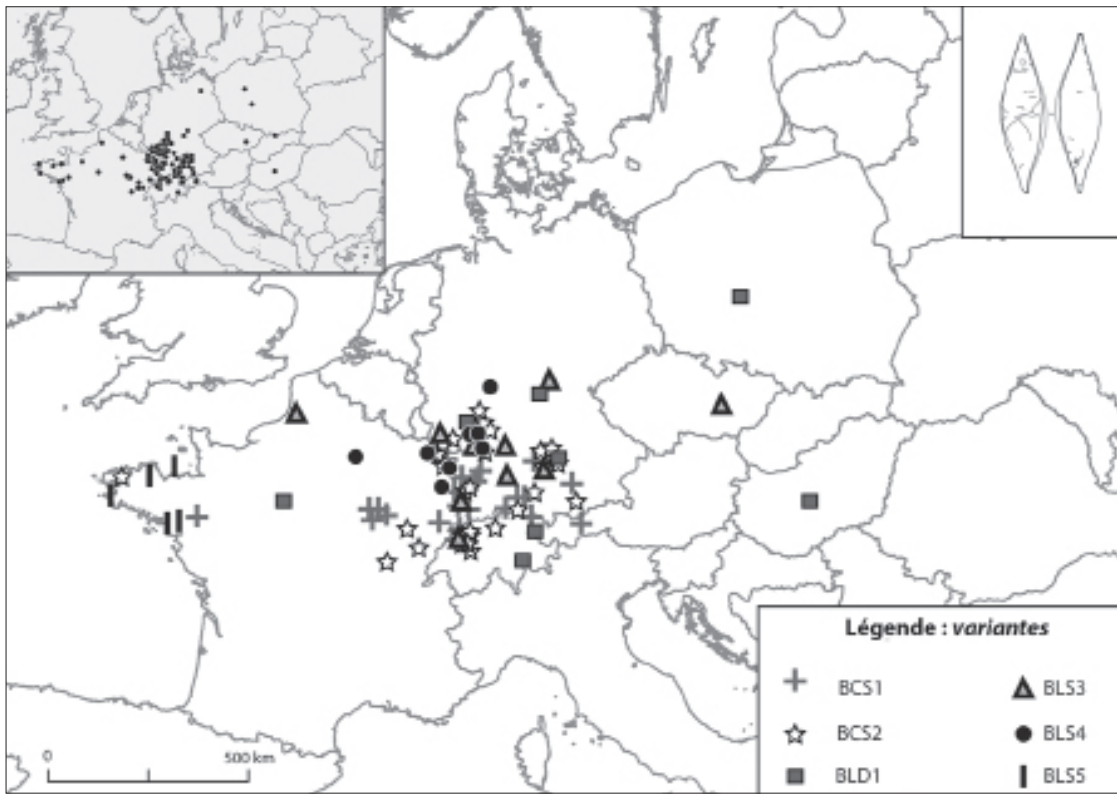 0
500 km
Légende : variantes
BCS1
BLS3
BCS2
BLS4
BLD1
BLS5